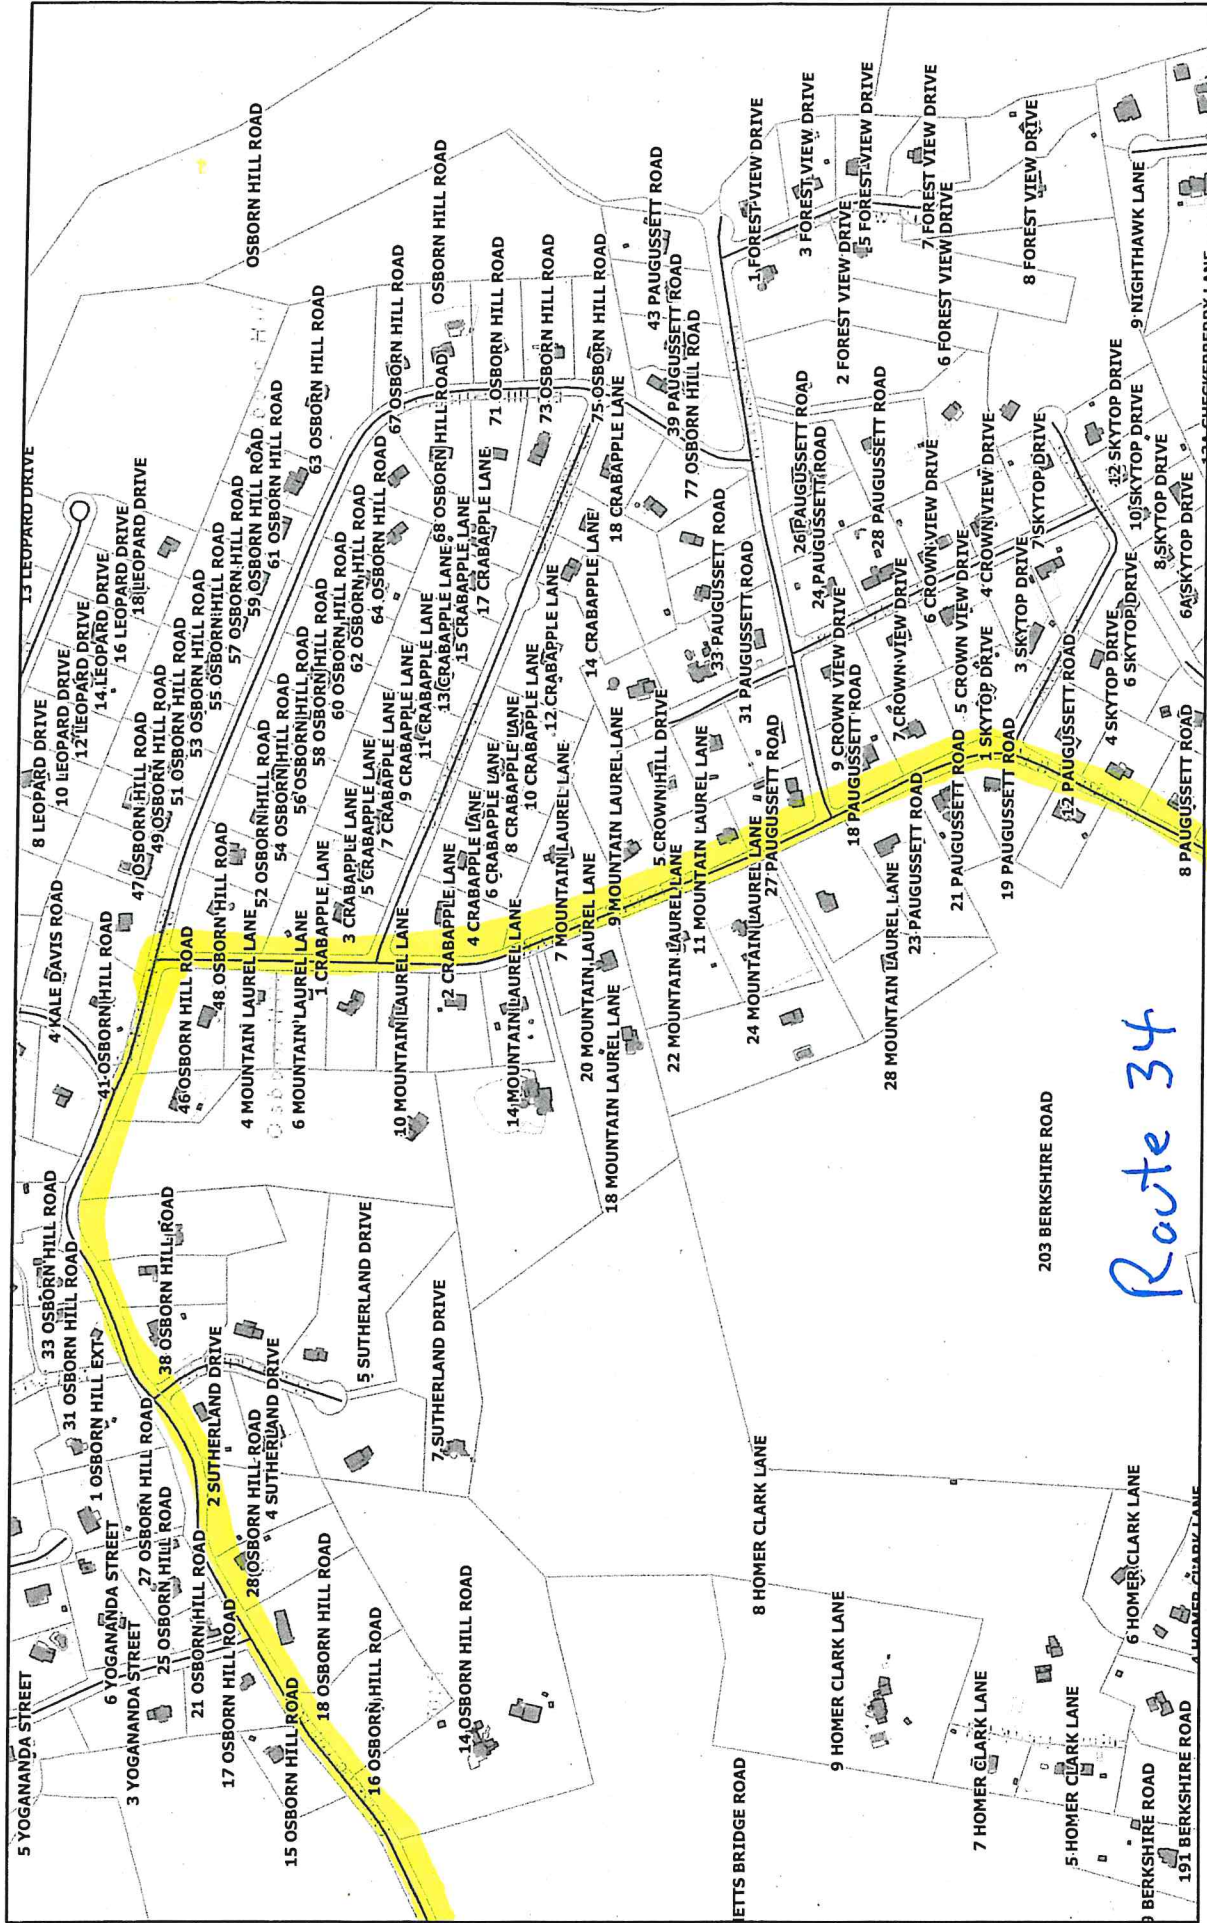 5 YOGANANDA STREET
6 YOGANANDA STREET
3 YOGANANDA STREET
1 OSBORN HILL EXT
33 OSBORN HILL ROAD
31 OSBORN HILL ROAD
27 OSBORN HILL ROAD
25 OSBORN HILL ROAD
21 OSBORN HILL ROAD
17 OSBORN HILL ROAD
15 OSBORN HILL ROAD
38 OSBORN HILL ROAD
2 SUTHERLAND DRIVE
28 OSBORN HILL ROAD
4 SUTHERLAND DRIVE
18 OSBORN HILL ROAD
16 OSBORN HILL ROAD
5 SUTHERLAND DRIVE
7 SUTHERLAND DRIVE
14 OSBORN HILL ROAD
4 KALE DAVIS ROAD
41 OSBORN HILL ROAD
8 LEOPARD DRIVE
10 LEOPARD DRIVE
12 LEOPARD DRIVE
14 LEOPARD DRIVE
16 LEOPARD DRIVE
18 LEOPARD DRIVE
13 LEOPARD DRIVE
47 OSBORN HILL ROAD
49 OSBORN HILL ROAD
51 OSBORN HILL ROAD
53 OSBORN HILL ROAD
55 OSBORN HILL ROAD
57 OSBORN HILL ROAD
59 OSBORN HILL ROAD
61 OSBORN HILL ROAD
63 OSBORN HILL ROAD
OSBORN HILL ROAD
46 OSBORN HILL ROAD
48 OSBORN HILL ROAD
52 OSBORN HILL ROAD
54 OSBORN HILL ROAD
56 OSBORN HILL ROAD
58 OSBORN HILL ROAD
60 OSBORN HILL ROAD
62 OSBORN HILL ROAD
64 OSBORN HILL ROAD
67 OSBORN HILL ROAD
68 OSBORN HILL ROAD
OSBORN HILL ROAD
71 OSBORN HILL ROAD
73 OSBORN HILL ROAD
75 OSBORN HILL ROAD
77 OSBORN HILL ROAD
4 MOUNTAIN LAUREL LANE
6 MOUNTAIN LAUREL LANE
1 CRABAPPLE LANE
3 CRABAPPLE LANE
5 CRABAPPLE LANE
7 CRABAPPLE LANE
9 CRABAPPLE LANE
11 CRABAPPLE LANE
13 CRABAPPLE LANE
15 CRABAPPLE LANE
17 CRABAPPLE LANE
10 MOUNTAIN LAUREL LANE
2 CRABAPPLE LANE
4 CRABAPPLE LANE
6 CRABAPPLE LANE
8 CRABAPPLE LANE
10 CRABAPPLE LANE
12 CRABAPPLE LANE
14 CRABAPPLE LANE
18 CRABAPPLE LANE
14 MOUNTAIN LAUREL LANE
7 MOUNTAIN LAUREL LANE
20 MOUNTAIN LAUREL LANE
18 MOUNTAIN LAUREL LANE
9 MOUNTAIN LAUREL LANE
5 CROWN HILL DRIVE
22 MOUNTAIN LAUREL LANE
11 MOUNTAIN LAUREL LANE
24 MOUNTAIN LAUREL LANE
27 PAUGUSSETT ROAD
31 PAUGUSSETT ROAD
33 PAUGUSSETT ROAD
39 PAUGUSSETT ROAD
43 PAUGUSSETT ROAD
1 FOREST VIEW DRIVE
3 FOREST VIEW DRIVE
2 FOREST VIEW DRIVE
5 FOREST VIEW DRIVE
7 FOREST VIEW DRIVE
6 FOREST VIEW DRIVE
8 FOREST VIEW DRIVE
26 PAUGUSSETT ROAD
24 PAUGUSSETT ROAD
28 PAUGUSSETT ROAD
9 CROWN VIEW DRIVE
18 PAUGUSSETT ROAD
7 CROWN VIEW DRIVE
6 CROWN VIEW DRIVE
5 CROWN VIEW DRIVE
4 CROWN VIEW DRIVE
28 MOUNTAIN LAUREL LANE
23 PAUGUSSETT ROAD
21 PAUGUSSETT ROAD
1 SKYTOP DRIVE
19 PAUGUSSETT ROAD
3 SKYTOP DRIVE
7 SKYTOP DRIVE
12 PAUGUSSETT ROAD
4 SKYTOP DRIVE
6 SKYTOP DRIVE
12 SKYTOP DRIVE
10 SKYTOP DRIVE
8 SKYTOP DRIVE
6A SKYTOP DRIVE
8 PAUGUSSETT ROAD
9 NIGHTHAWK LANE
203 BERKSHIRE ROAD
Route 34
8 HOMER CLARK LANE
9 HOMER CLARK LANE
7 HOMER CLARK LANE
5 HOMER CLARK LANE
6 HOMER CLARK LANE
4 HOMER CLARK LANE
ETTS BRIDGE ROAD
9 BERKSHIRE ROAD
191 BERKSHIRE ROAD